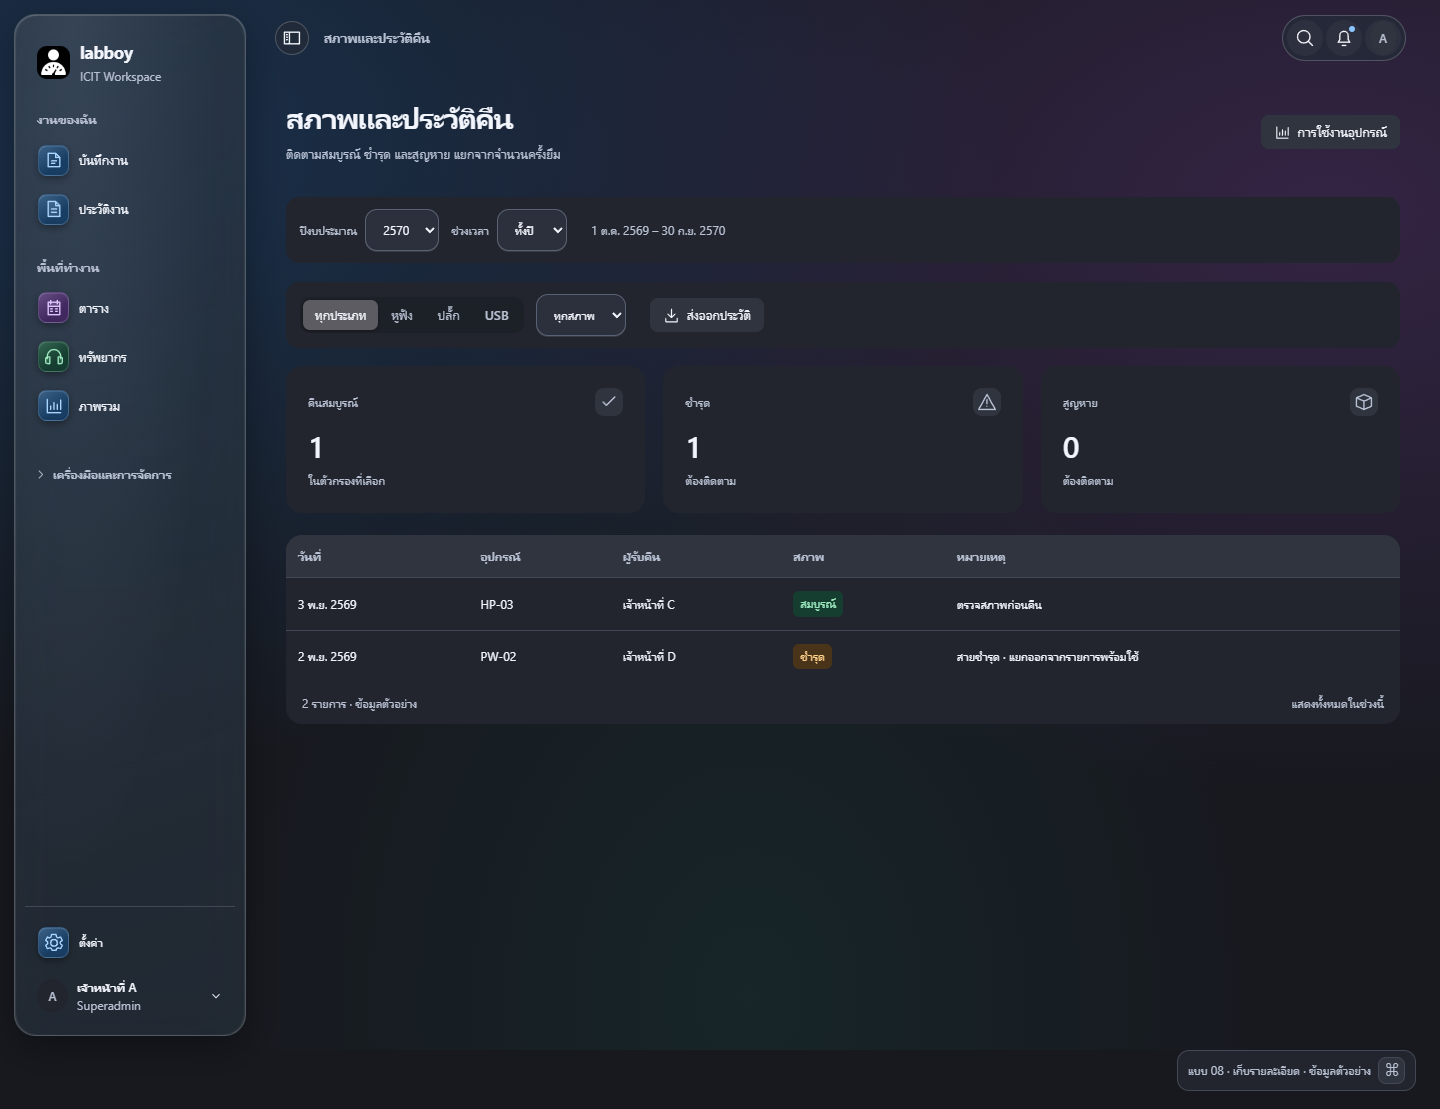 labboy
ICIT Workspace
งานของฉัน
บันทึกงาน
ประวัติงาน
พื้นที่ทำงาน
ตาราง
ทรัพยากร
ภาพรวม
เครื่องมือและการจัดการ
ตั้งค่า
A
เจ้าหน้าที่ A
Superadmin
สภาพและประวัติคืน
A
สภาพและประวัติคืน
ติดตามสมบูรณ์ ชำรุด และสูญหาย แยกจากจำนวนครั้งยืม
การใช้งานอุปกรณ์
ปีงบประมาณ 2570 ช่วงเวลา ทั้งปี 1 ต.ค. 2569 – 30 ก.ย. 2570
ทุกประเภท หูฟัง ปลั๊ก USB ทุกสภาพ ส่งออกประวัติ
คืนสมบูรณ์
1
ในตัวกรองที่เลือก
ชำรุด
1
ต้องติดตาม
สูญหาย
0
ต้องติดตาม
วันที่ อุปกรณ์ ผู้รับคืน สภาพ หมายเหตุ
3 พ.ย. 2569 HP-03 เจ้าหน้าที่ C สมบูรณ์ ตรวจสภาพก่อนคืน
2 พ.ย. 2569 PW-02 เจ้าหน้าที่ D ชำรุด สายชำรุด · แยกออกจากรายการพร้อมใช้
2 รายการ · ข้อมูลตัวอย่าง แสดงทั้งหมดในช่วงนี้
แบบ 08 · เก็บรายละเอียด · ข้อมูลตัวอย่าง ⌘